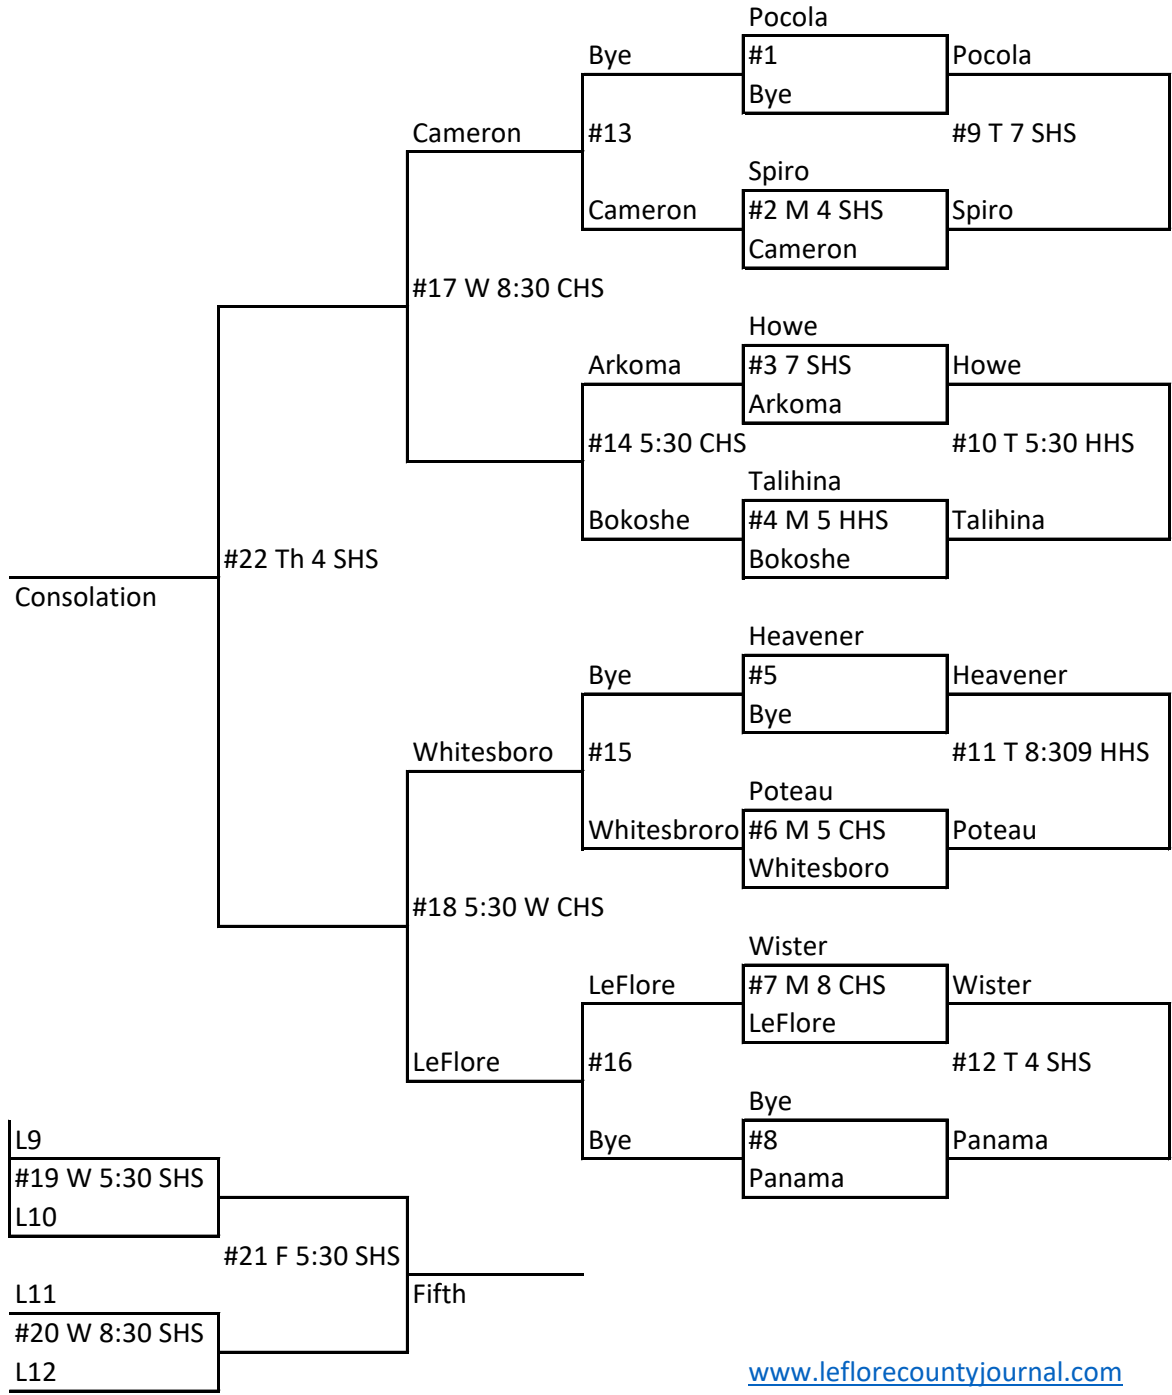 Pocola
Bye #1 Pocola
Bye
Cameron #13 #9 T 7 SHS
Spiro
Cameron #2 M 4 SHS Spiro
Cameron
#17 W 8:30 CHS
Howe
Arkoma #3 7 SHS Howe
Arkoma
#14 5:30 CHS #10 T 5:30 HHS
Talihina
Bokoshe #4 M 5 HHS Talihina
#22 Th 4 SHS Bokoshe
Consolation
Heavener
Bye #5 Heavener
Bye
Whitesboro #15 #11 T 8:309 HHS
Poteau
Whitesbroro #6 M 5 CHS Poteau
Whitesboro
#18 5:30 W CHS
Wister
LeFlore #7 M 8 CHS Wister
LeFlore
LeFlore #16 #12 T 4 SHS
Bye
L9 Bye #8 Panama
#19 W 5:30 SHS Panama
L10
#21 F 5:30 SHS
L11 Fifth
#20 W 8:30 SHS
L12 www.leflorecountyjournal.com